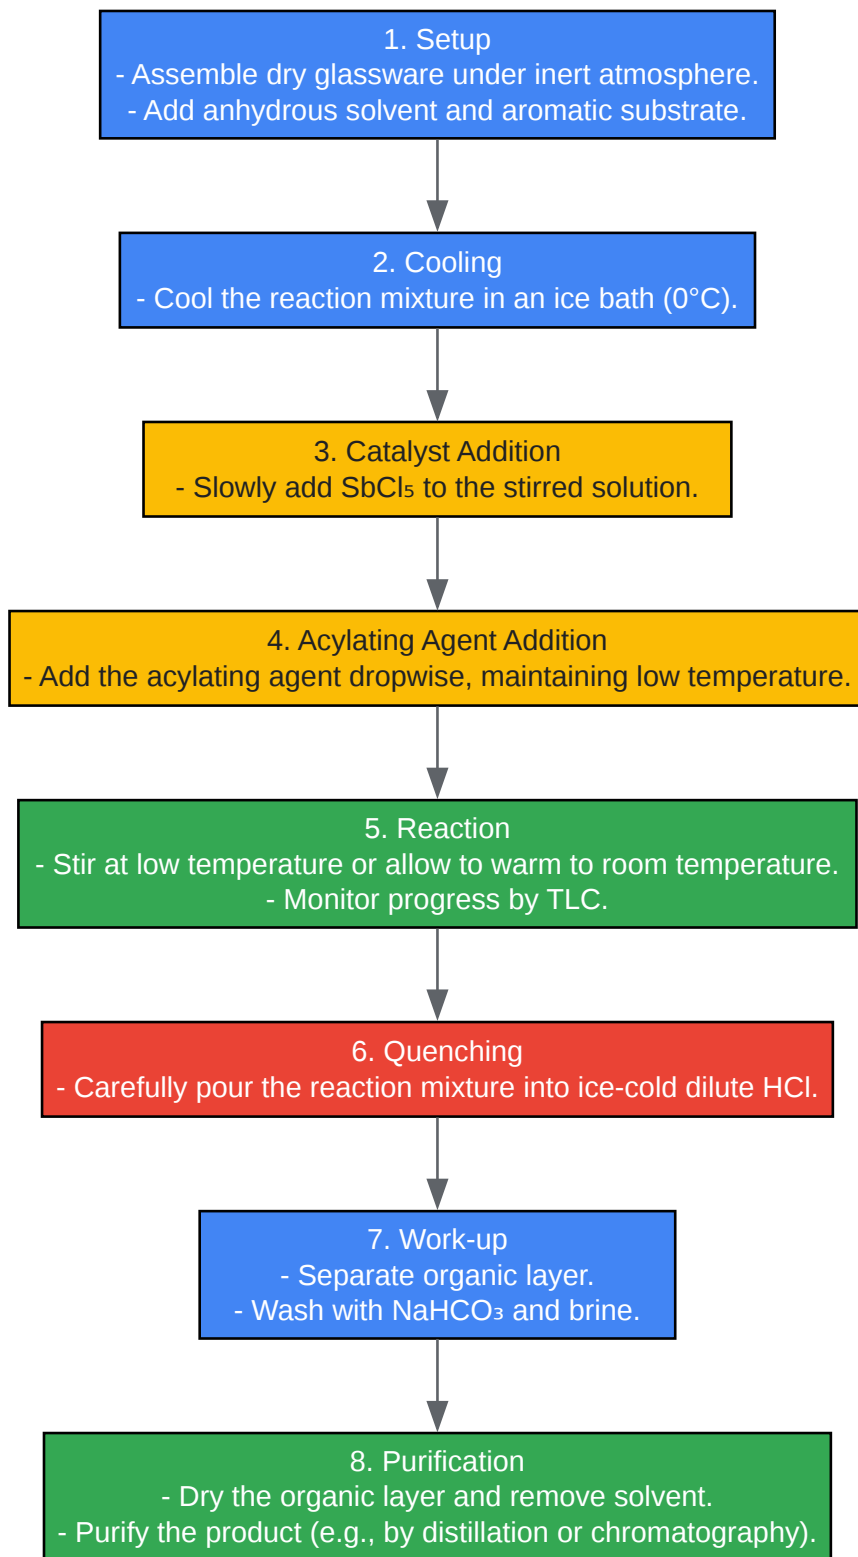 1. Setup
- Assemble dry glassware under inert atmosphere.
- Add anhydrous solvent and aromatic substrate.
2. Cooling
- Cool the reaction mixture in an ice bath (0°C).
3. Catalyst Addition
- Slowly add SbCl₅ to the stirred solution.
4. Acylating Agent Addition
- Add the acylating agent dropwise, maintaining low temperature.
5. Reaction
- Stir at low temperature or allow to warm to room temperature.
- Monitor progress by TLC.
6. Quenching
- Carefully pour the reaction mixture into ice-cold dilute HCl.
7. Work-up
- Separate organic layer.
- Wash with NaHCO₃ and brine.
8. Purification
- Dry the organic layer and remove solvent.
- Purify the product (e.g., by distillation or chromatography).